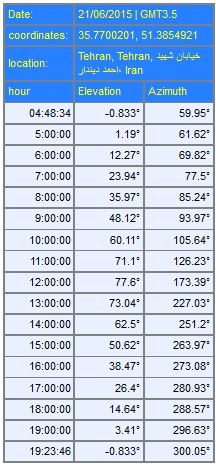 Date: 21/06/2015 | GMT3.5
coordinates: 35.7700201, 51.3854921
location: Tehran, Tehran, خیابان شهید احمد دیندار، Iran
hour Elevation Azimuth
04:48:34 -0.833° 59.95°
5:00:00 1.19° 61.62°
6:00:00 12.27° 69.82°
7:00:00 23.94° 77.5°
8:00:00 35.97° 85.24°
9:00:00 48.12° 93.97°
10:00:00 60.11° 105.64°
11:00:00 71.1° 126.23°
12:00:00 77.6° 173.39°
13:00:00 73.04° 227.03°
14:00:00 62.5° 251.2°
15:00:00 50.62° 263.97°
16:00:00 38.47° 273.08°
17:00:00 26.4° 280.93°
18:00:00 14.64° 288.57°
19:00:00 3.41° 296.63°
19:23:46 -0.833° 300.05°